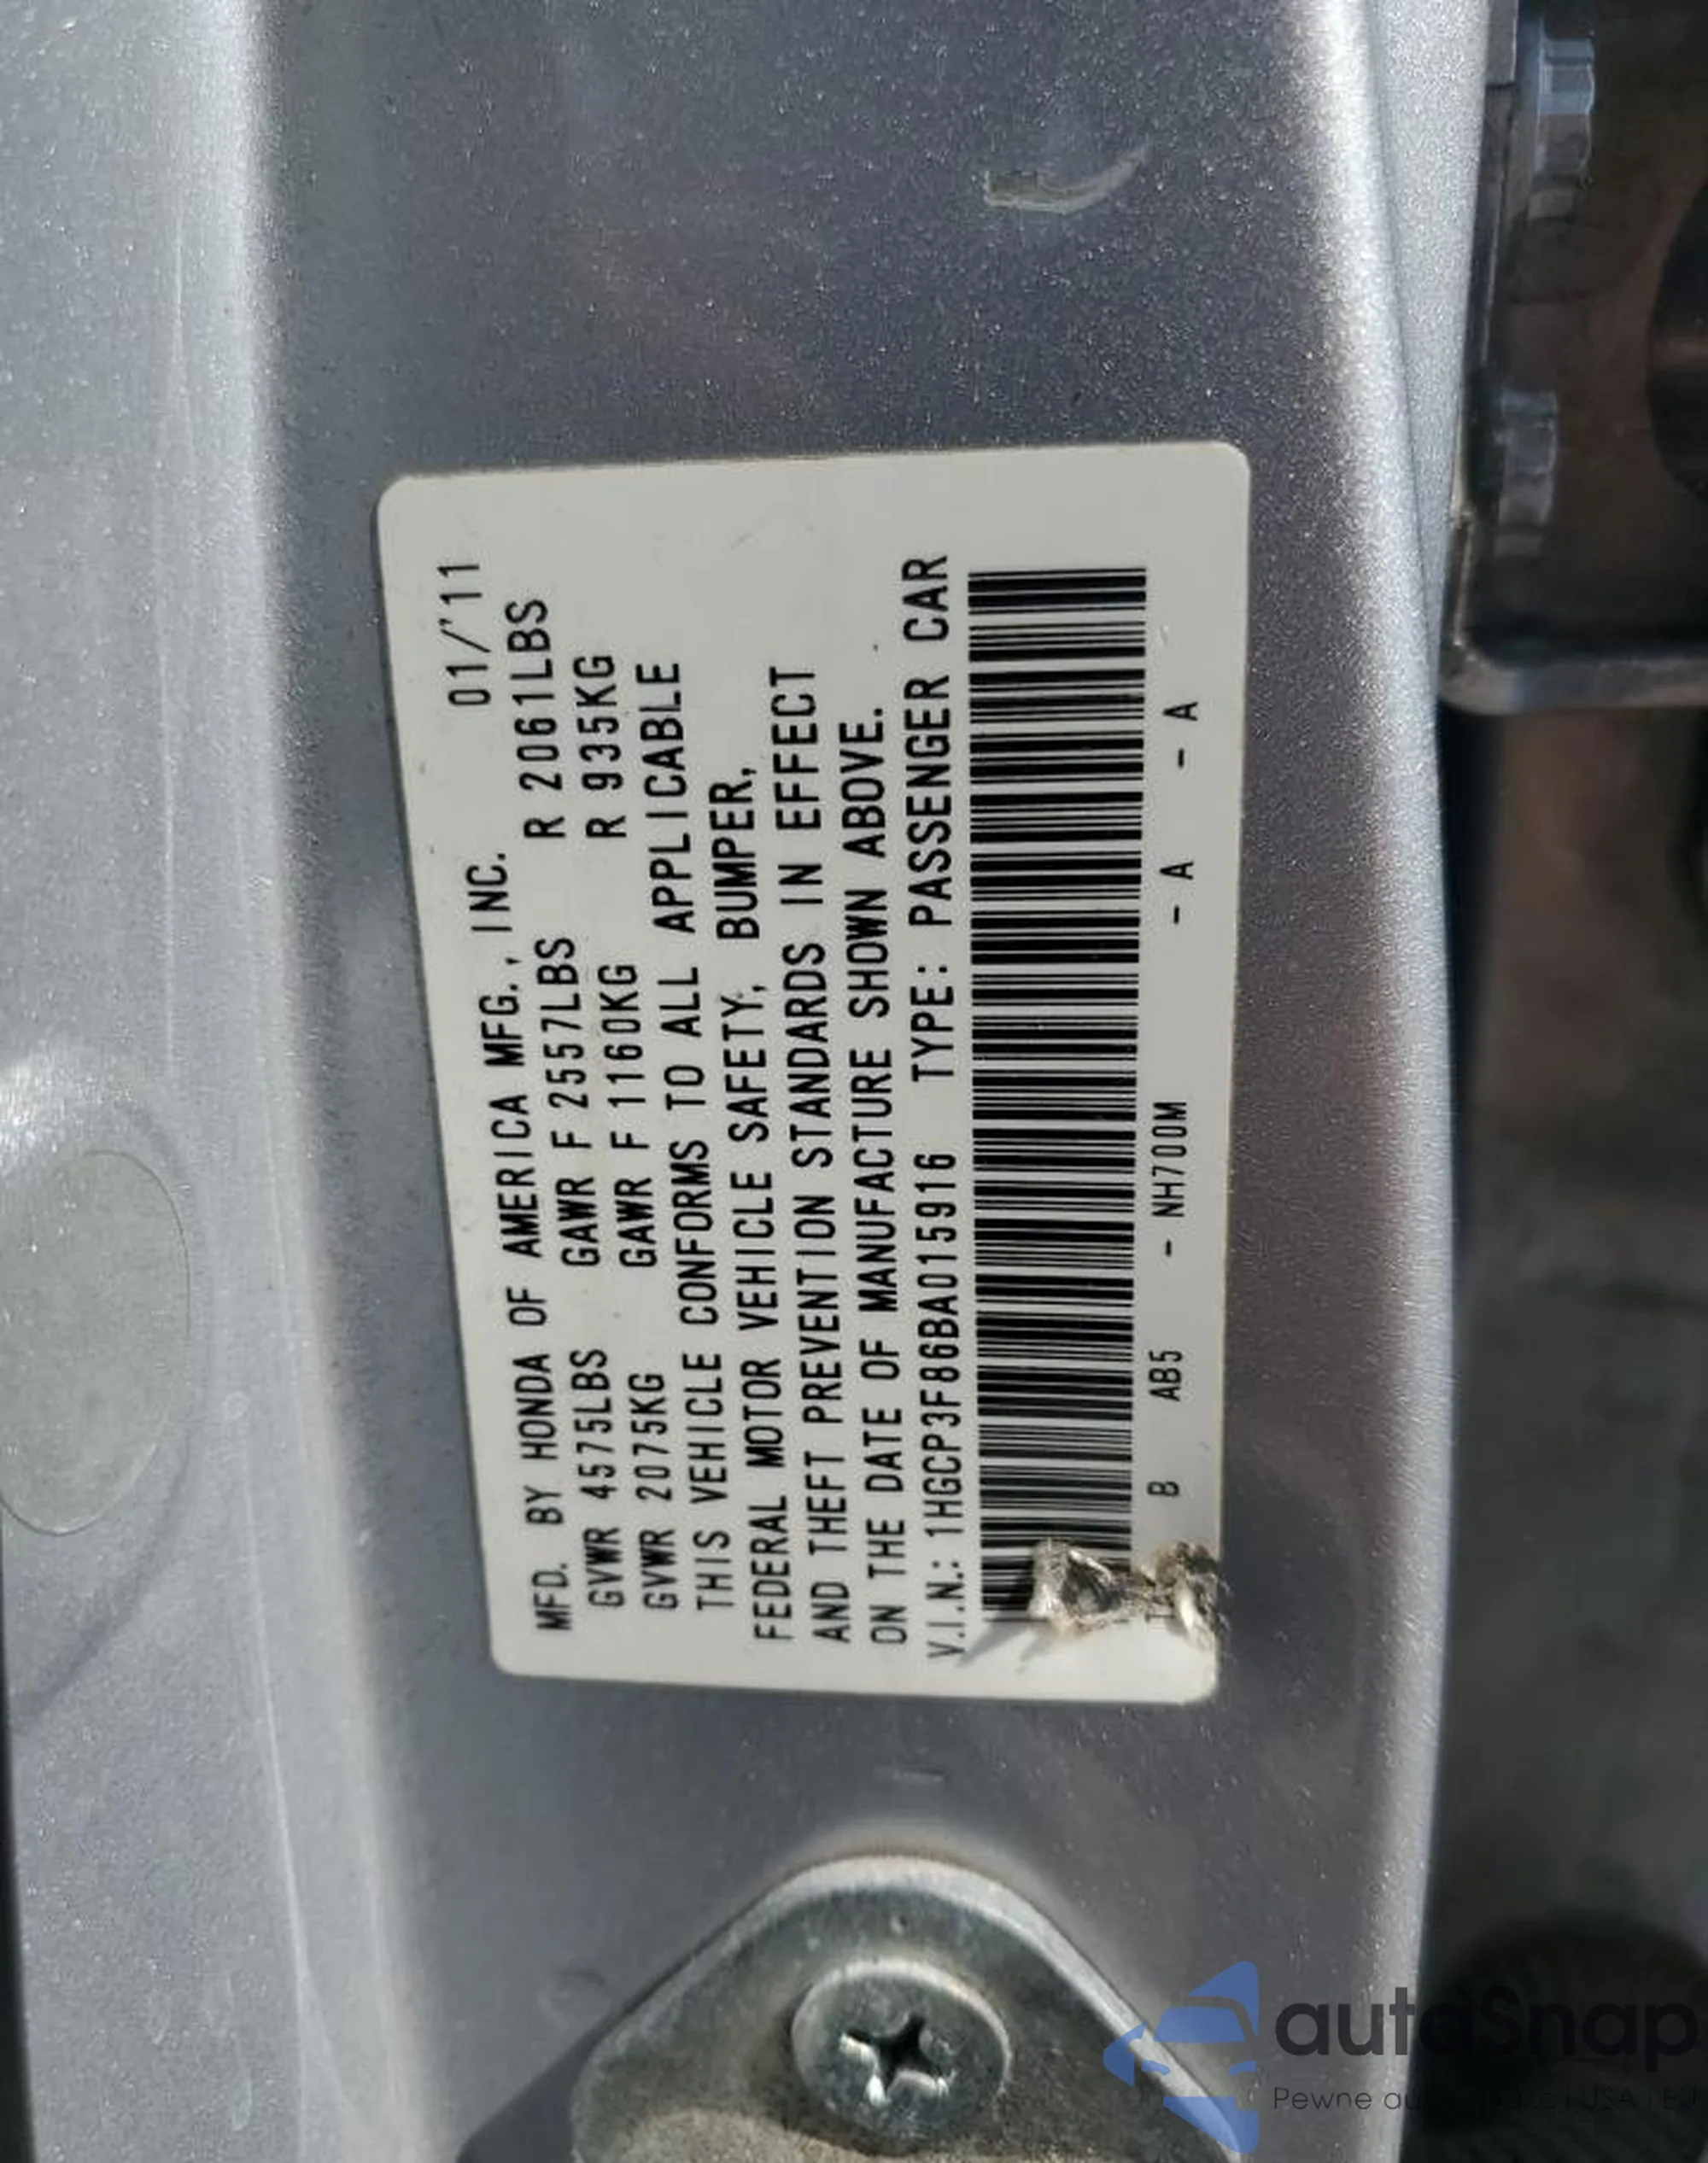 MFD. BY HONDA OF AMERICA MFG., INC. 01/'11
GVWR 4575LBS GAWR F 2557LBS R 2061LBS
GVWR 2075KG GAWR F 1160KG R 935KG
THIS VEHICLE CONFORMS TO ALL APPLICABLE
FEDERAL MOTOR VEHICLE SAFETY, BUMPER,
AND THEFT PREVENTION STANDARDS IN EFFECT
ON THE DATE OF MANUFACTURE SHOWN ABOVE.
V.I.N.: 1HGCP3F86BA015916 TYPE: PASSENGER CAR
B AB5 - NH700M - A - A
autaSnap
Pewne